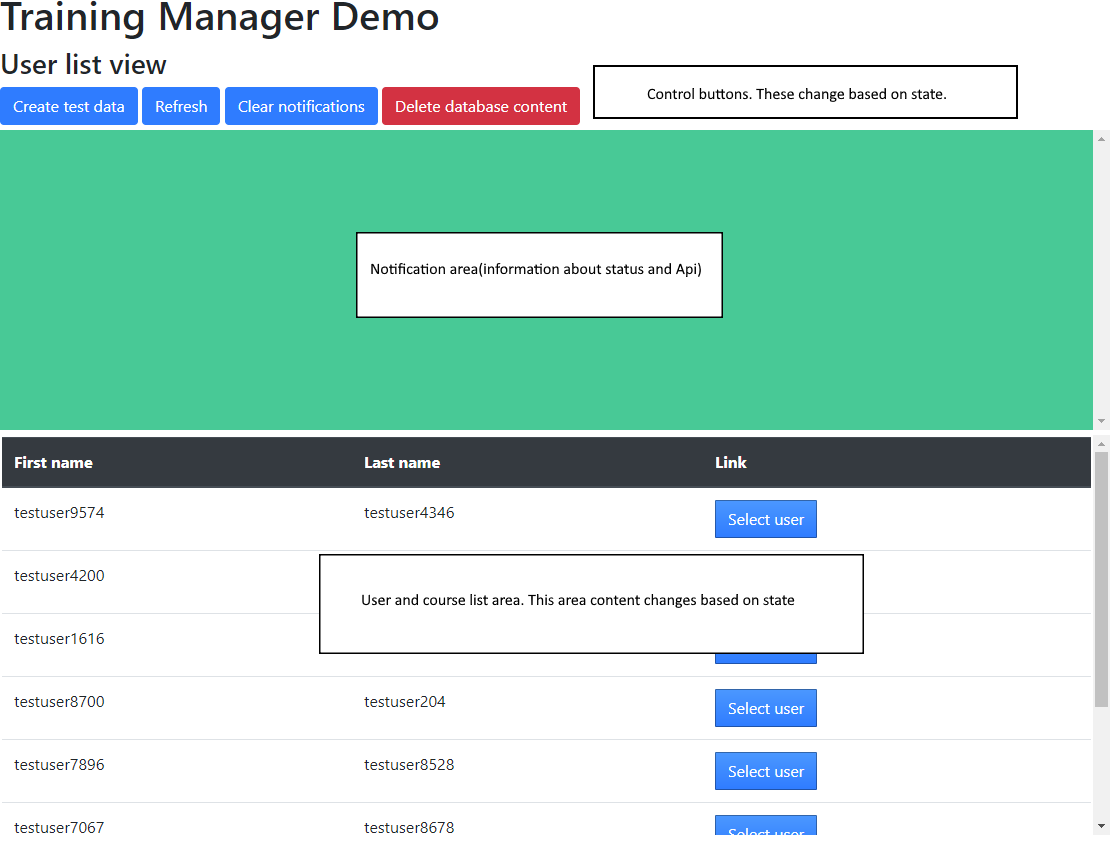 Training Manager Demo
User list view
Create test data Refresh Clear notifications Delete database content
Control buttons. These change based on state.
Notification area(information about status and Api)
First name Last name Link
testuser9574 testuser4346 Select user
testuser4200
User and course list area. This area content changes based on state
testuser1616
testuser8700 testuser204 Select user
testuser7896 testuser8528 Select user
testuser7067 testuser8678 Select user